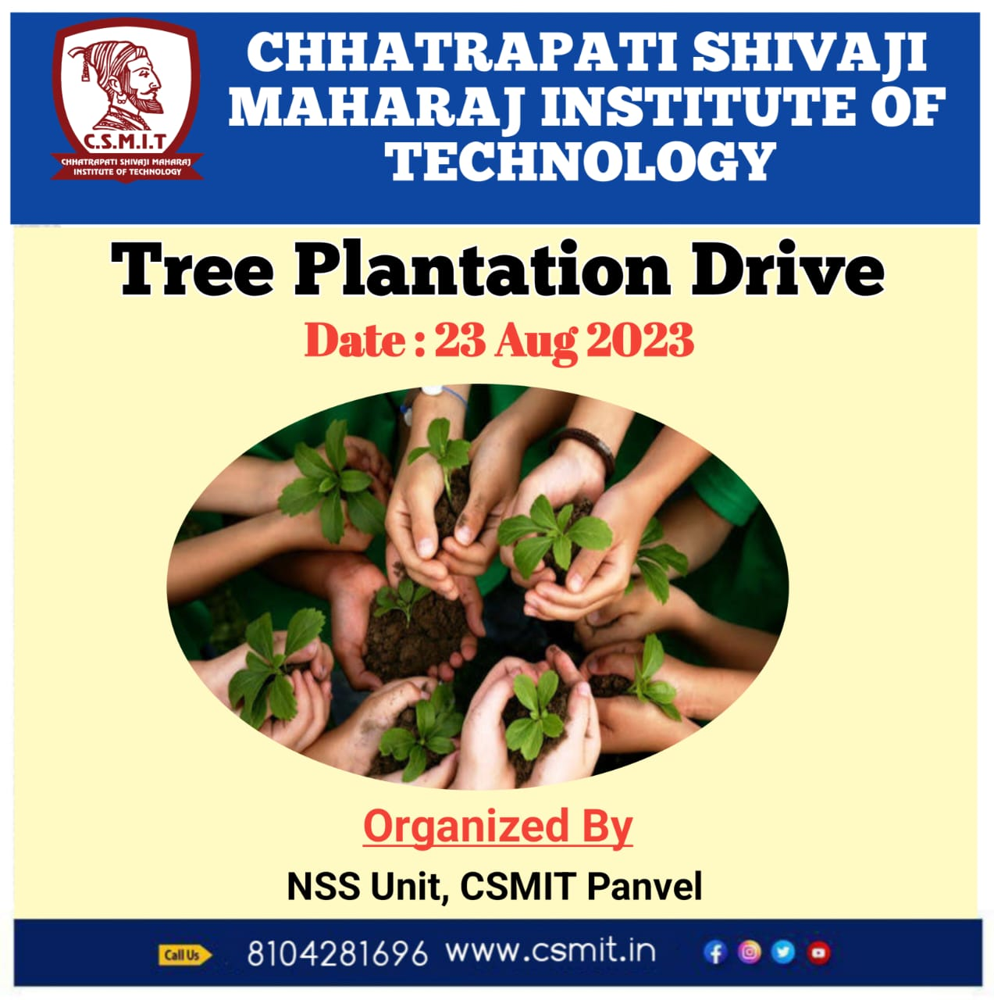 C.S.M.I.T
CHHATRAPATI SHIVAJI MAHARAJ
INSTITUTE OF TECHNOLOGY
CHHATRAPATI SHIVAJI
MAHARAJ INSTITUTE OF
TECHNOLOGY
Tree Plantation Drive
Date : 23 Aug 2023
Organized By
NSS Unit, CSMIT Panvel
Call Us 8104281696 www.csmit.in